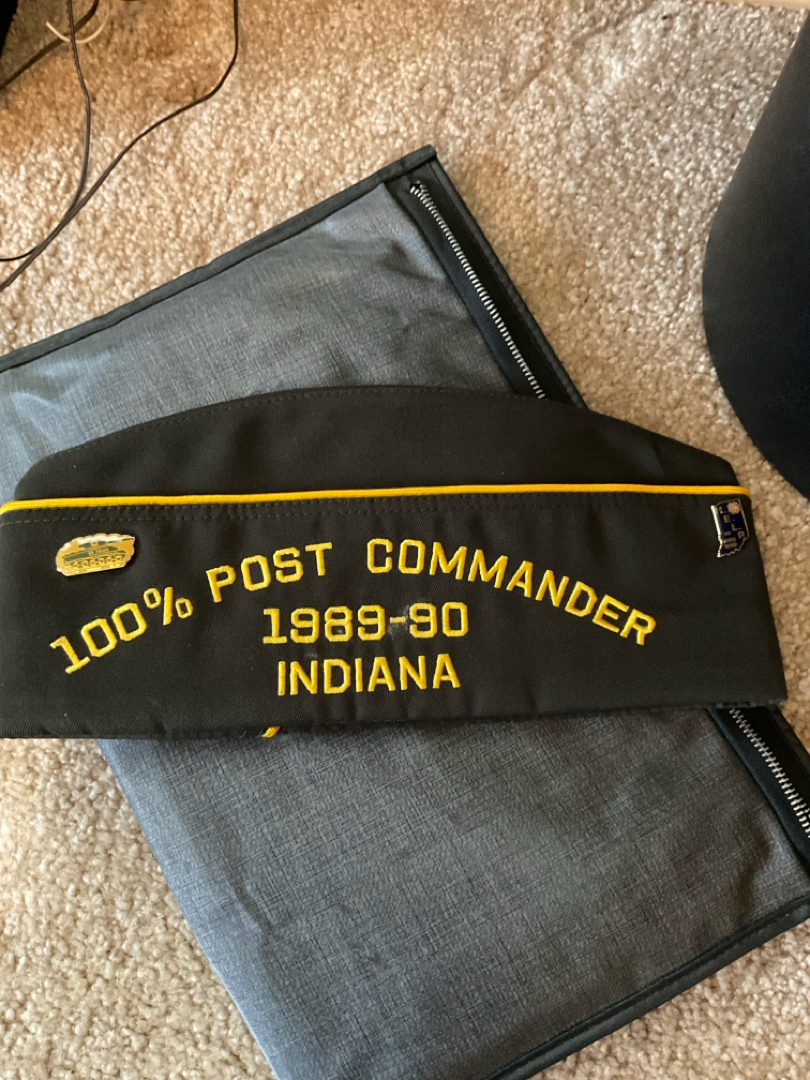 100% POST COMMANDER
1989-90
INDIANA